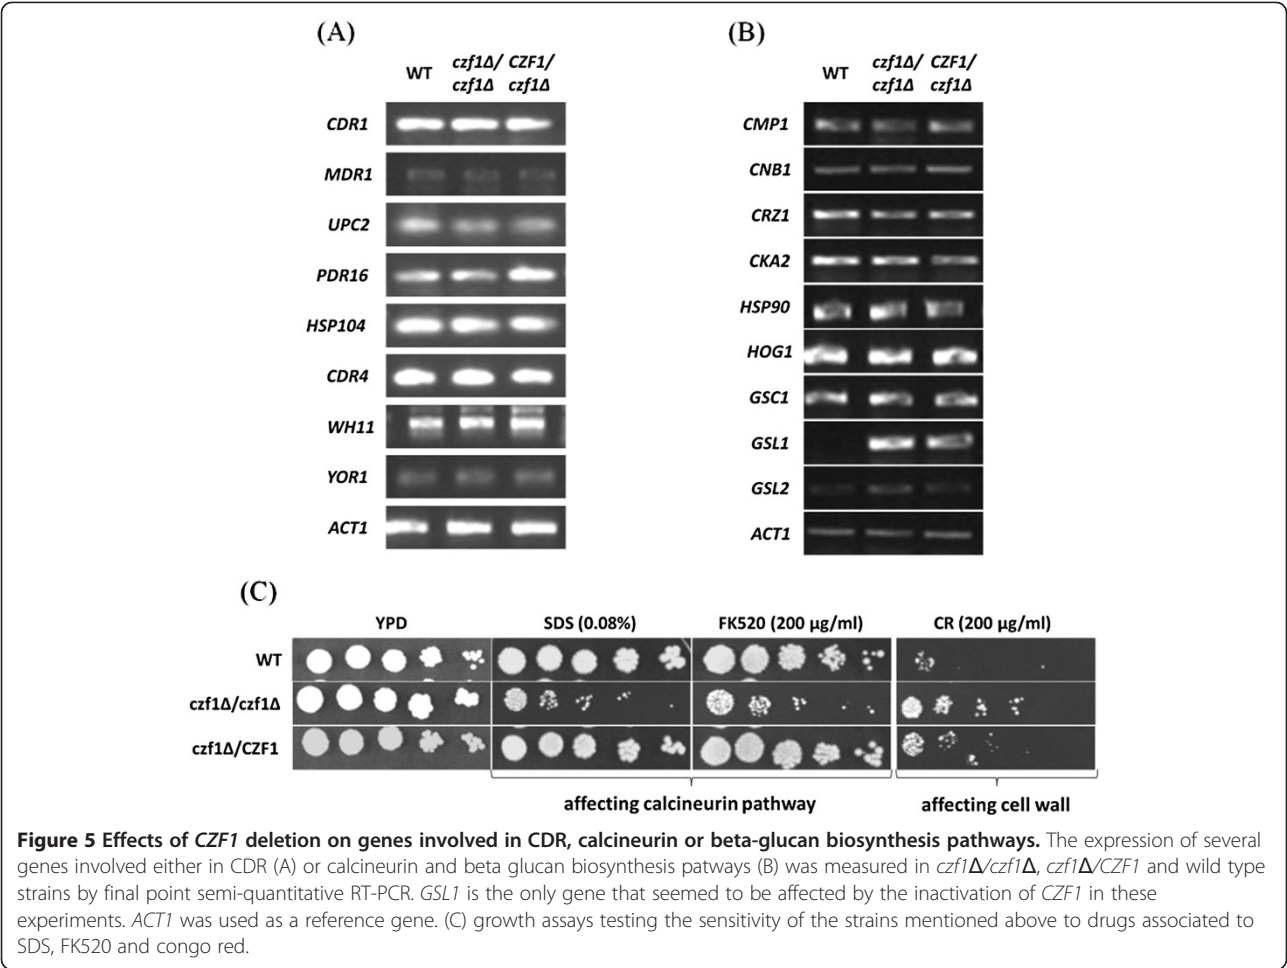 (A)
WT czf1Δ/ CZF1/
czf1Δ czf1Δ
CDR1
MDR1
UPC2
PDR16
HSP104
CDR4
WH11
YOR1
ACT1
(B)
WT czf1Δ/ CZF1/
czf1Δ czf1Δ
CMP1
CNB1
CRZ1
CKA2
HSP90
HOG1
GSC1
GSL1
GSL2
ACT1
(C)
YPD SDS (0.08%) FK520 (200 µg/ml) CR (200 µg/ml)
WT
czf1Δ/czf1Δ
czf1Δ/CZF1
affecting calcineurin pathway affecting cell wall
Figure 5 Effects of CZF1 deletion on genes involved in CDR, calcineurin or beta-glucan biosynthesis pathways. The expression of several
genes involved either in CDR (A) or calcineurin and beta glucan biosynthesis patways (B) was measured in czf1Δ/czf1Δ, czf1Δ/CZF1 and wild type
strains by final point semi-quantitative RT-PCR. GSL1 is the only gene that seemed to be affected by the inactivation of CZF1 in these
experiments. ACT1 was used as a reference gene. (C) growth assays testing the sensitivity of the strains mentioned above to drugs associated to
SDS, FK520 and congo red.